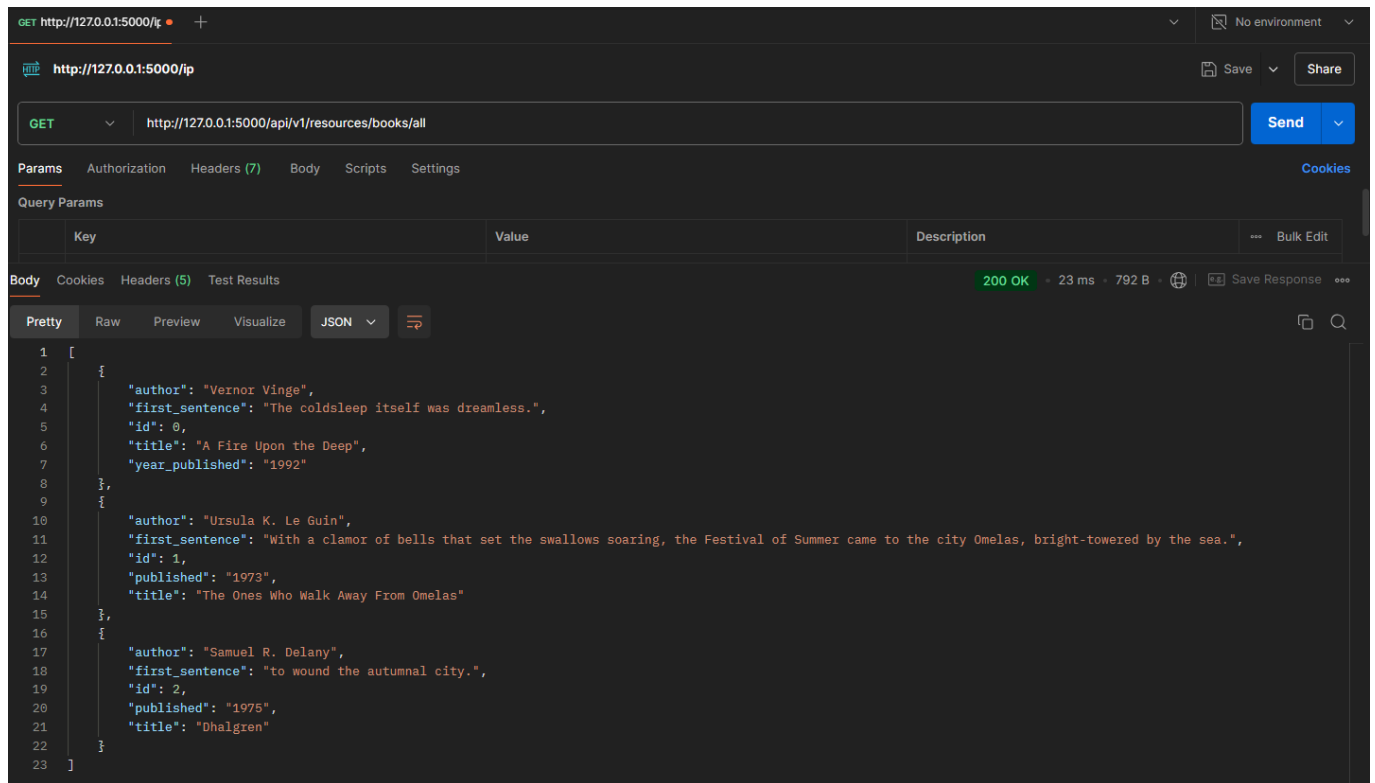 GET http://127.0.0.1:5000/ip
No environment
HTTP http://127.0.0.1:5000/ip
Save
Share
GET http://127.0.0.1:5000/api/v1/resources/books/all
Send
Params Authorization Headers (7) Body Scripts Settings
Cookies
Query Params
Key Value Description Bulk Edit
Body Cookies Headers (5) Test Results
200 OK 23 ms 792 B e.g. Save Response
Pretty Raw Preview Visualize JSON
1 [
2 {
3 "author": "Vernor Vinge",
4 "first_sentence": "The coldsleep itself was dreamless.",
5 "id": 0,
6 "title": "A Fire Upon the Deep",
7 "year_published": "1992"
8 },
9 {
10 "author": "Ursula K. Le Guin",
11 "first_sentence": "With a clamor of bells that set the swallows soaring, the Festival of Summer came to the city Omelas, bright-towered by the sea.",
12 "id": 1,
13 "published": "1973",
14 "title": "The Ones Who Walk Away From Omelas"
15 },
16 {
17 "author": "Samuel R. Delany",
18 "first_sentence": "to wound the autumnal city.",
19 "id": 2,
20 "published": "1975",
21 "title": "Dhalgren"
22 }
23 ]